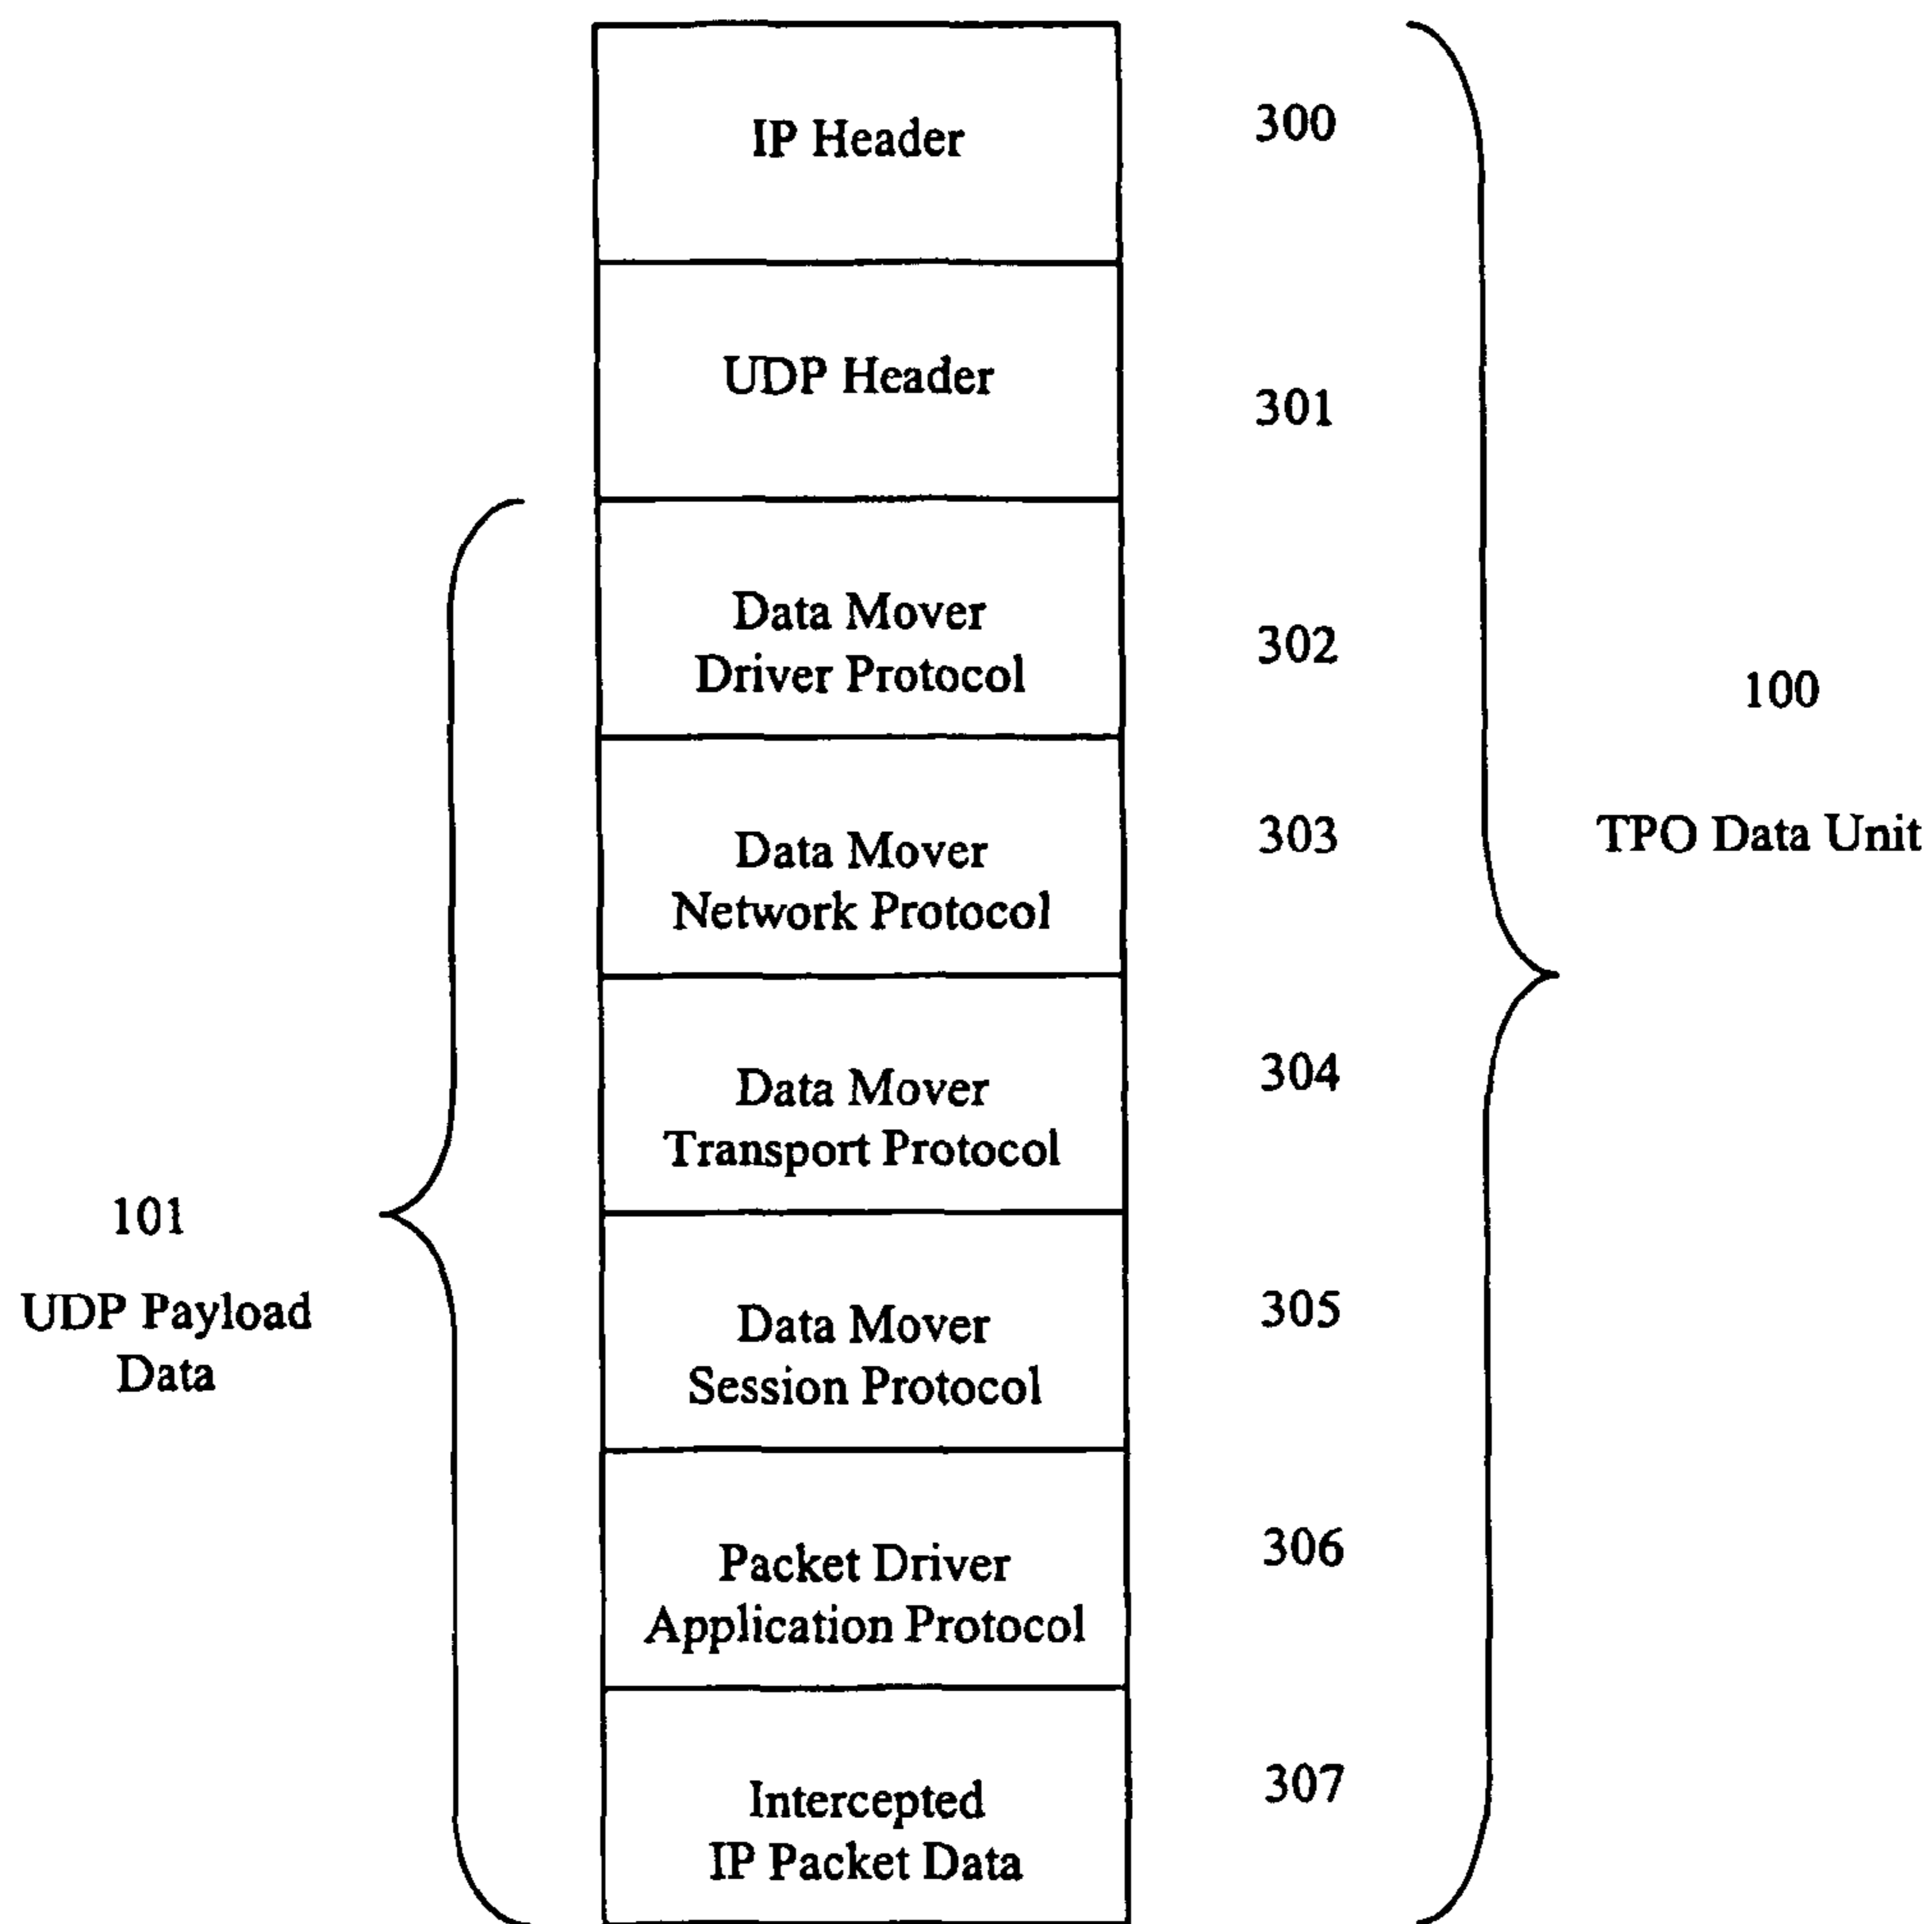 IP Header
300
UDP Header
301
Data Mover
Driver Protocol
302
100
TPO Data Unit
Data Mover
Network Protocol
303
Data Mover
Transport Protocol
304
101
UDP Payload
Data
Data Mover
Session Protocol
305
Packet Driver
Application Protocol
306
Intercepted
IP Packet Data
307